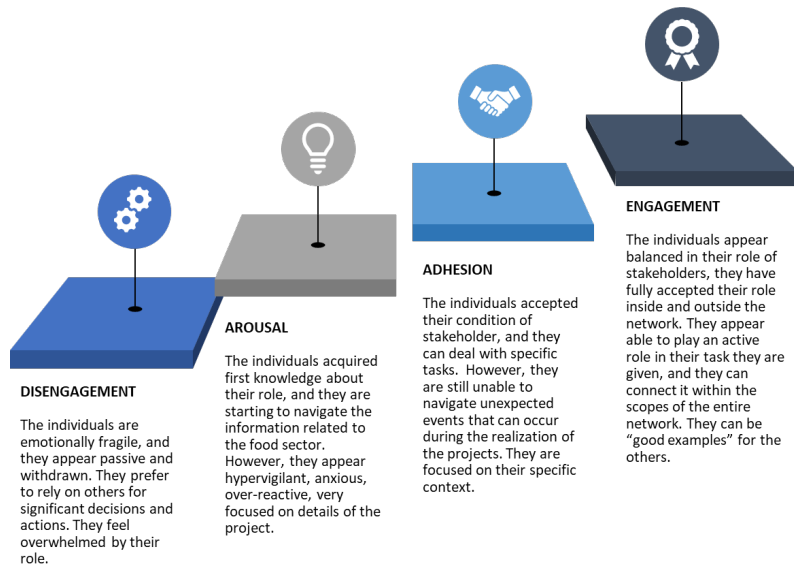 DISENGAGEMENT
The individuals are
emotionally fragile, and
they appear passive and
withdrawn. They prefer
to rely on others for
significant decisions and
actions. They feel
overwhelmed by their
role.
AROUSAL
The individuals acquired
first knowledge about
their role, and they are
starting to navigate the
information related to
the food sector.
However, they appear
hypervigilant, anxious,
over-reactive, very
focused on details of the
project.
ADHESION
The individuals accepted
their condition of
stakeholder, and they
can deal with specific
tasks.  However, they
are still unable to
navigate unexpected
events that can occur
during the realization of
the projects. They are
focused on their specific
context.
ENGAGEMENT
The individuals appear
balanced in their role of
stakeholders, they have
fully accepted their role
inside and outside the
network. They appear
able to play an active
role in their task they are
given, and they can
connect it within the
scopes of the entire
network. They can be
“good examples” for the
others.